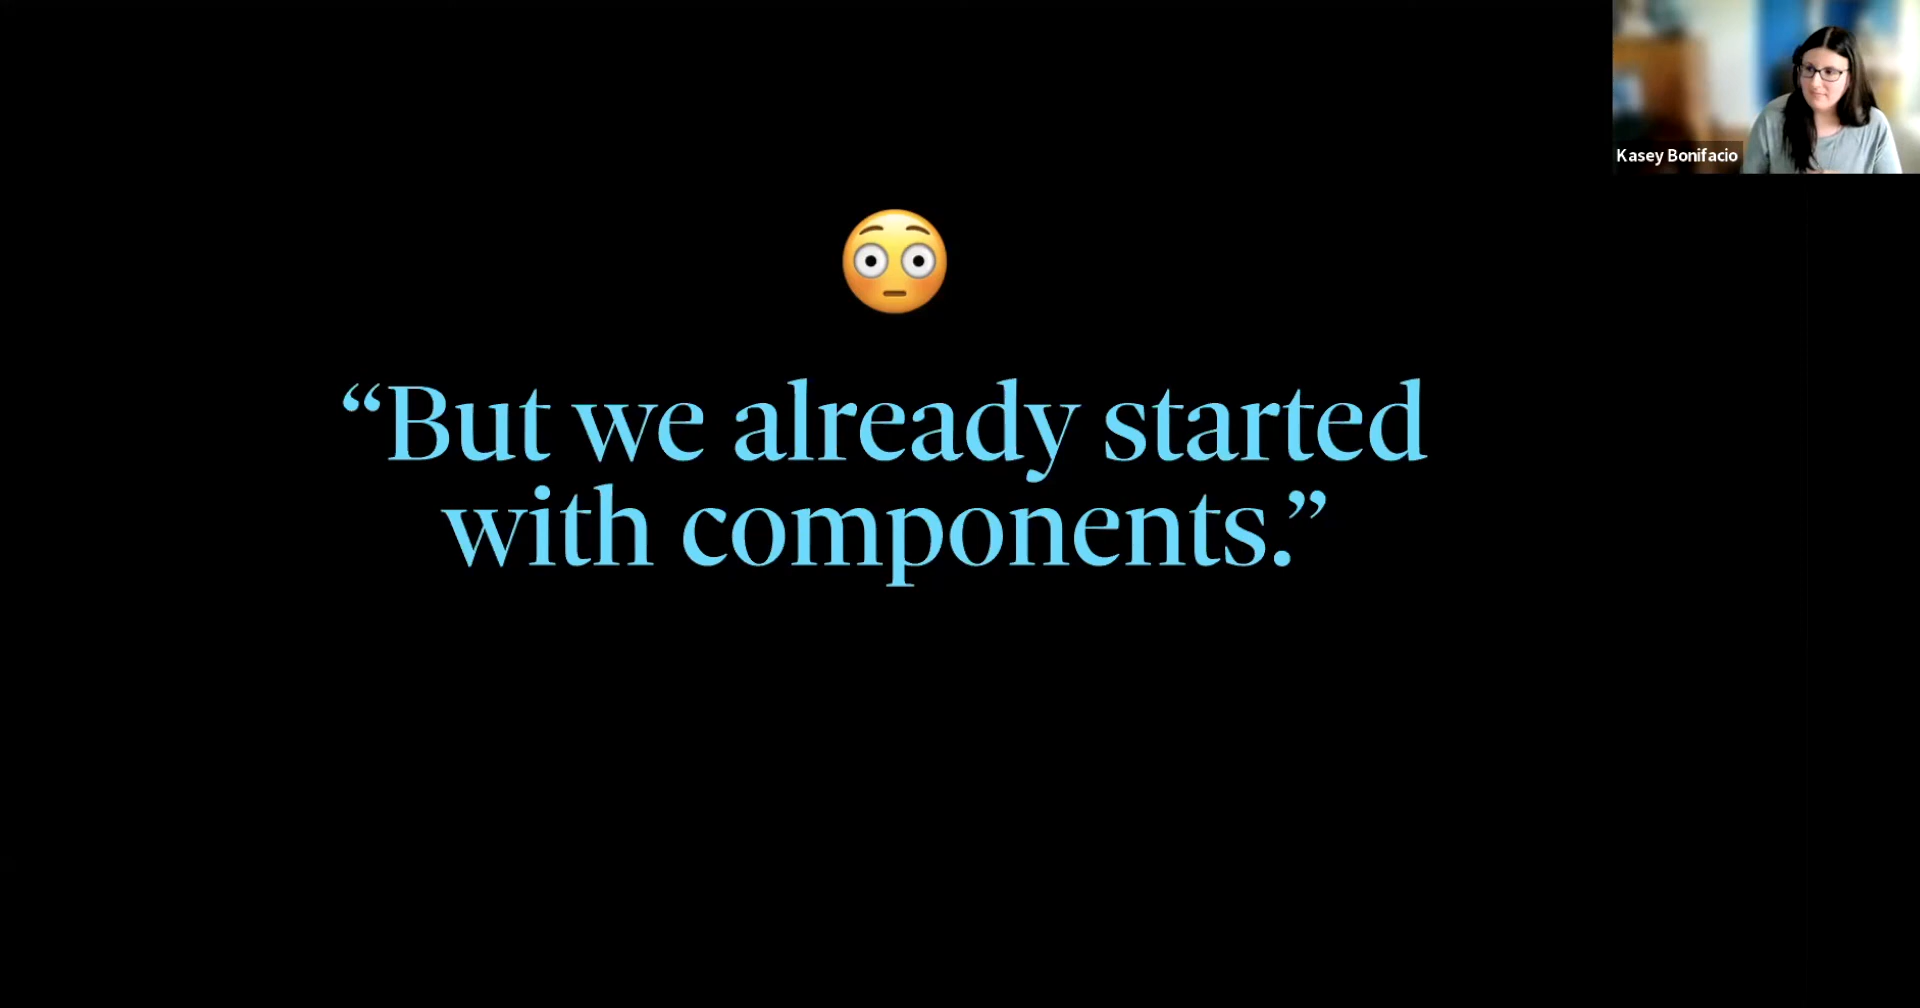 Kasey Bonifacio
“But we already started
with components.”